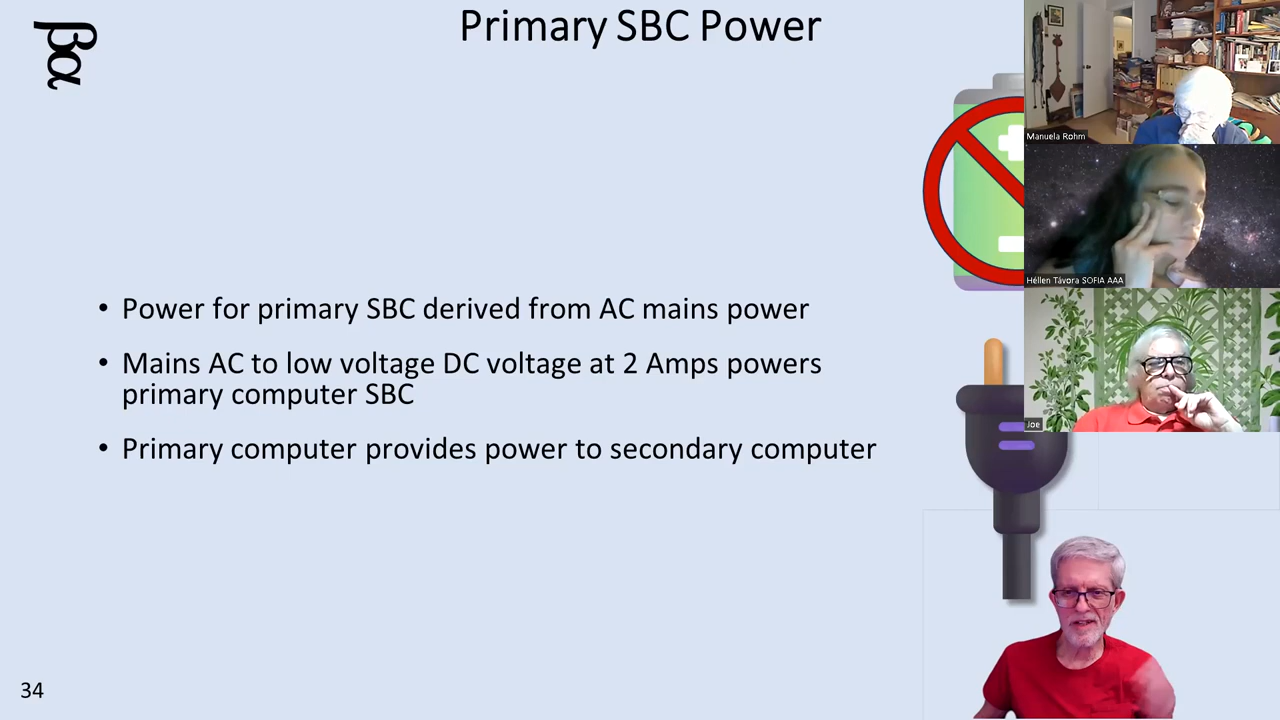 Primary SBC Power
βα
• Power for primary SBC derived from AC mains power
• Mains AC to low voltage DC voltage at 2 Amps powers
primary computer SBC
• Primary computer provides power to secondary computer
34
Manuela Rohm
Héllen Távora SOFIA AAA
Joe